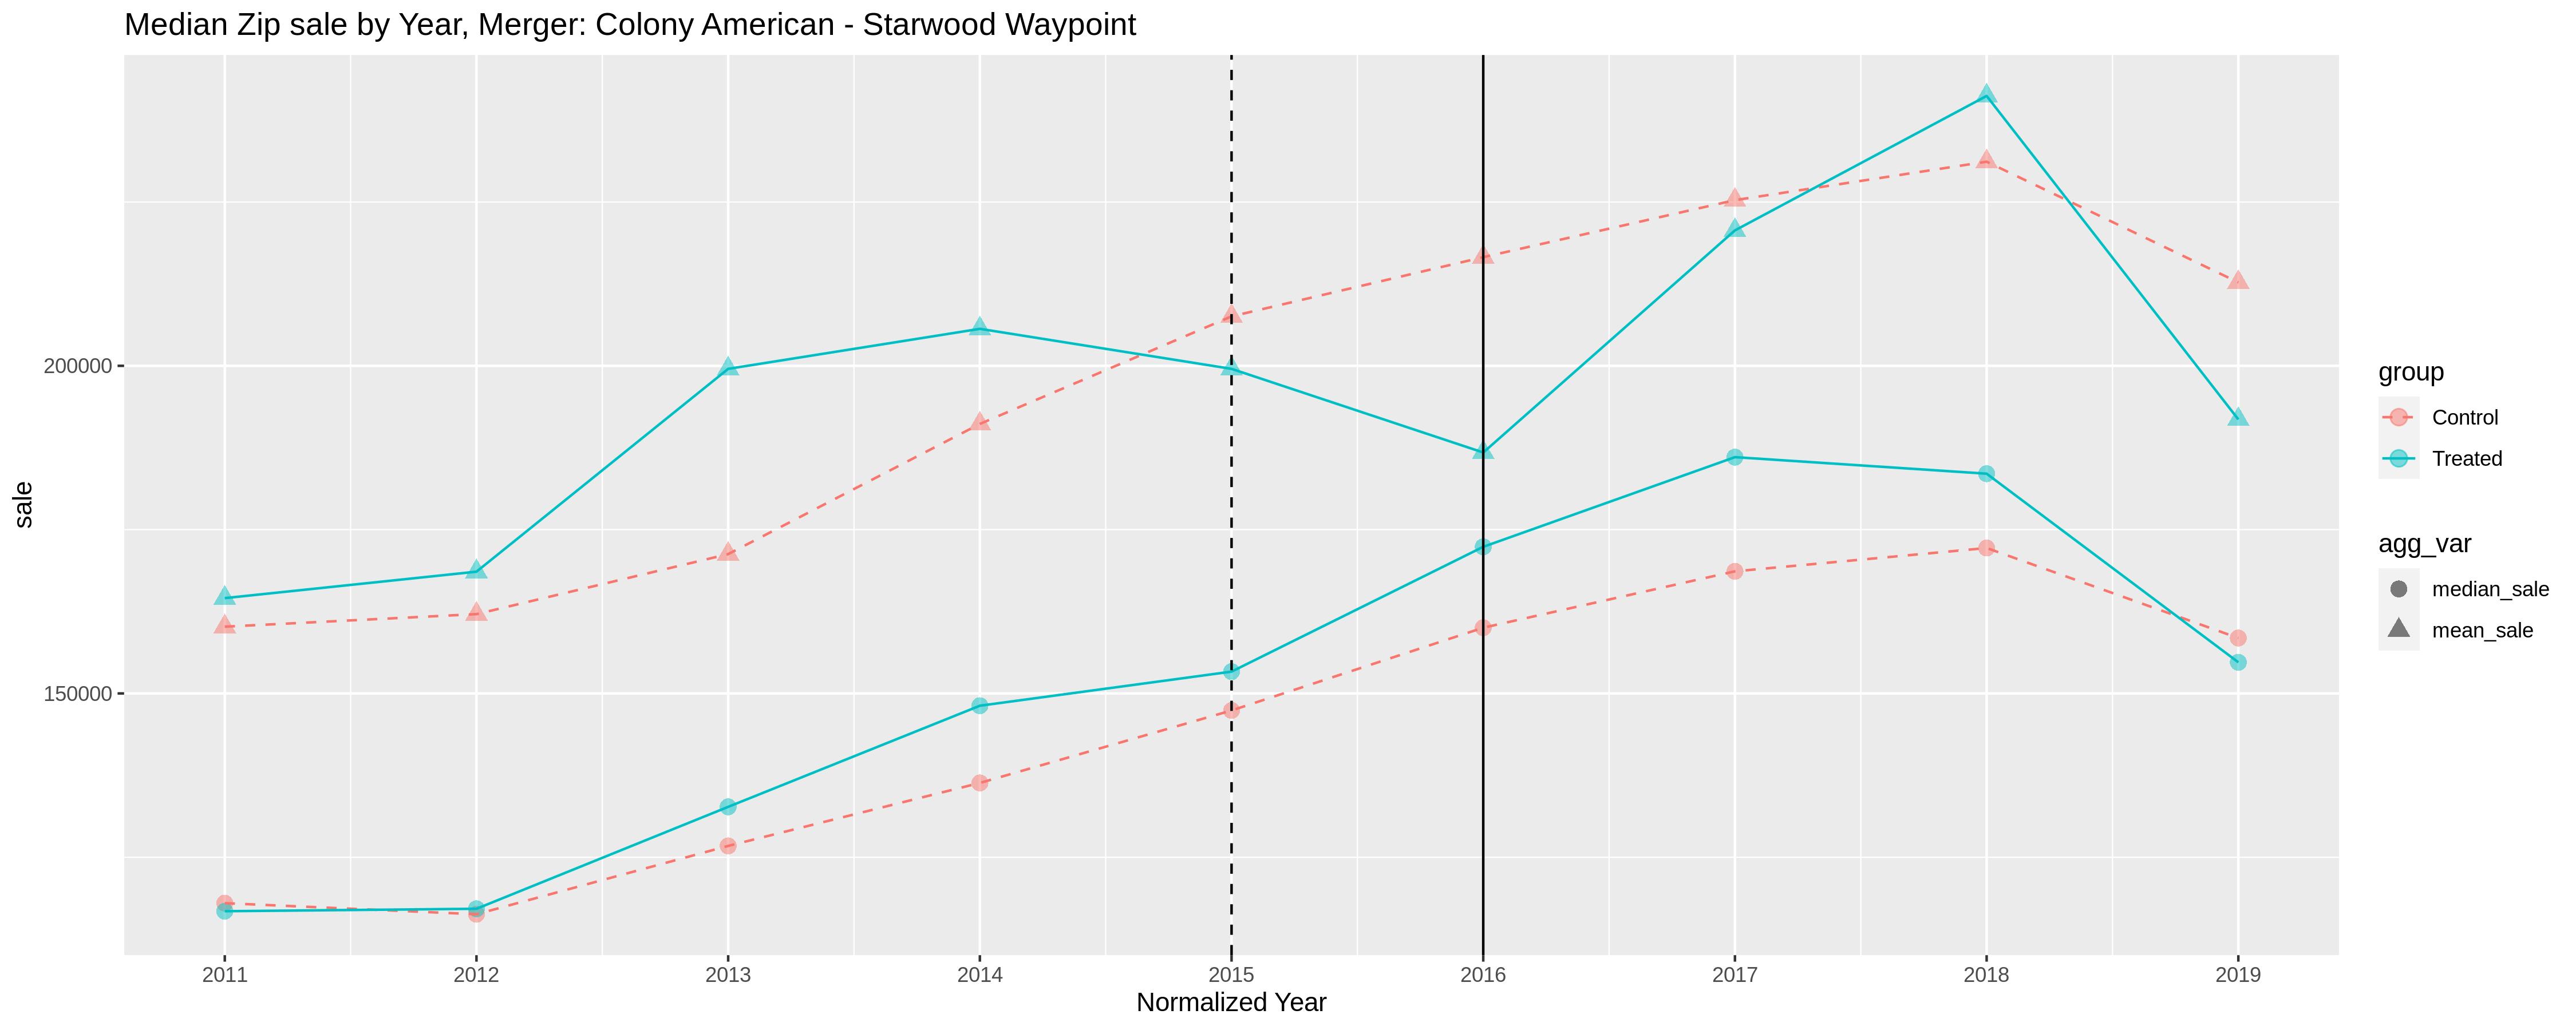 Median Zip sale by Year, Merger: Colony American - Starwood Waypoint
sale
200000
150000
2011
2012
2013
2014
2015
2016
2017
2018
2019
Normalized Year
group
Control
Treated
agg_var
median_sale
mean_sale